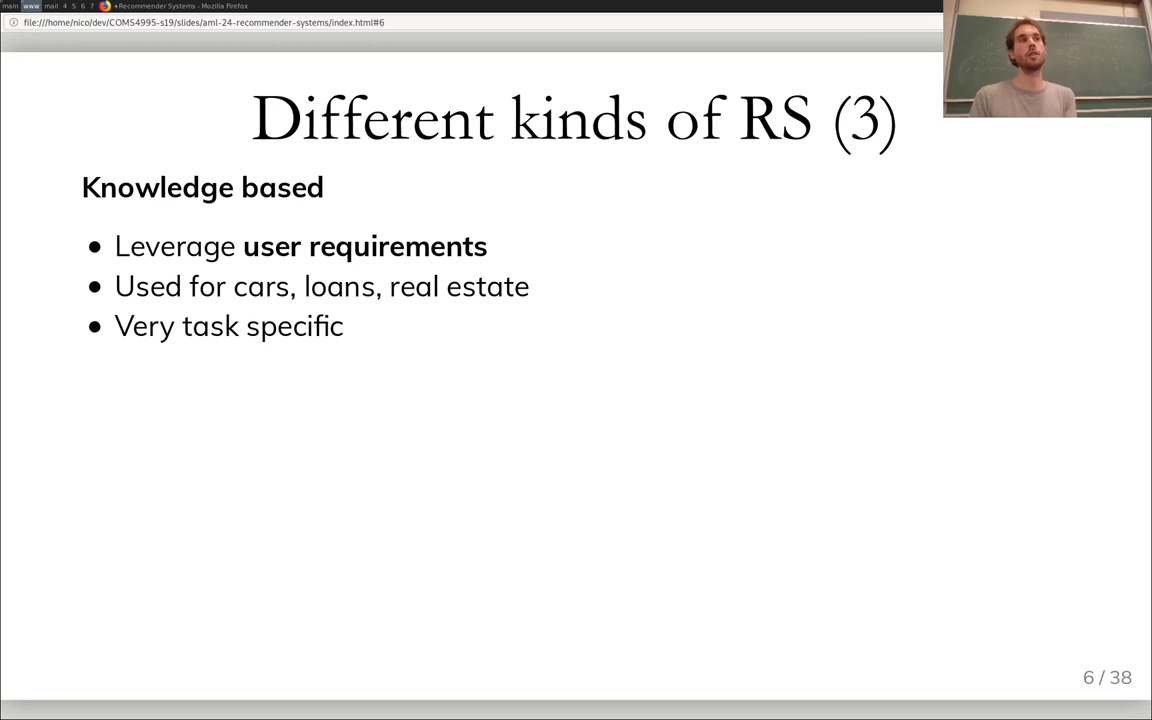 main www mail 4 5 6 7 +Recommender Systems - Mozilla Firefox
file:///home/nico/dev/COMS4995-s19/slides/aml-24-recommender-systems/index.html#6
Different kinds of RS (3)
Knowledge based
● Leverage user requirements
● Used for cars, loans, real estate
● Very task specific
6 / 38